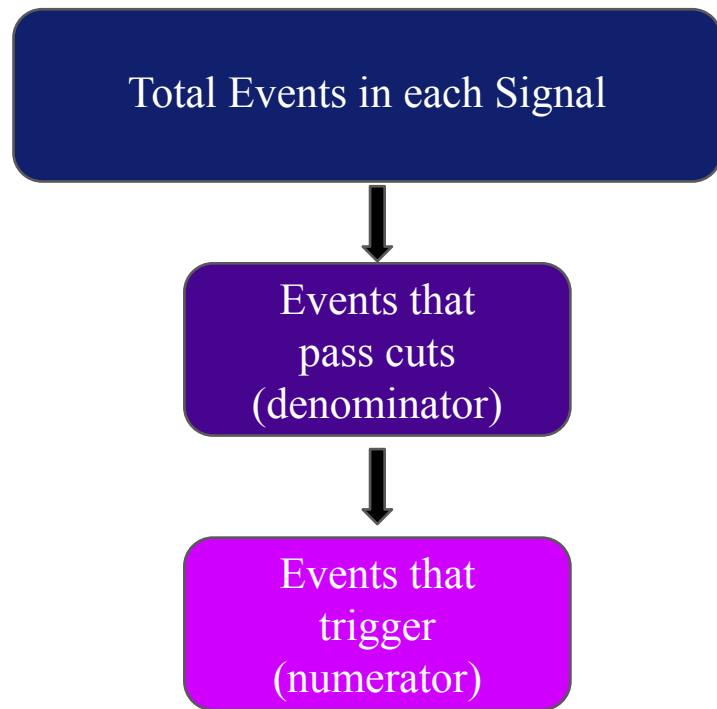 Total Events in each Signal
Events that
pass cuts
(denominator)
Events that
trigger
(numerator)